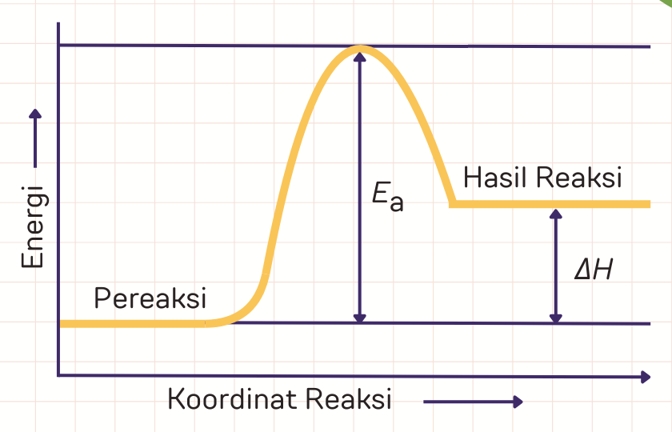 Energi
Hasil Reaksi
Ea
ΔH
Pereaksi
Koordinat Reaksi